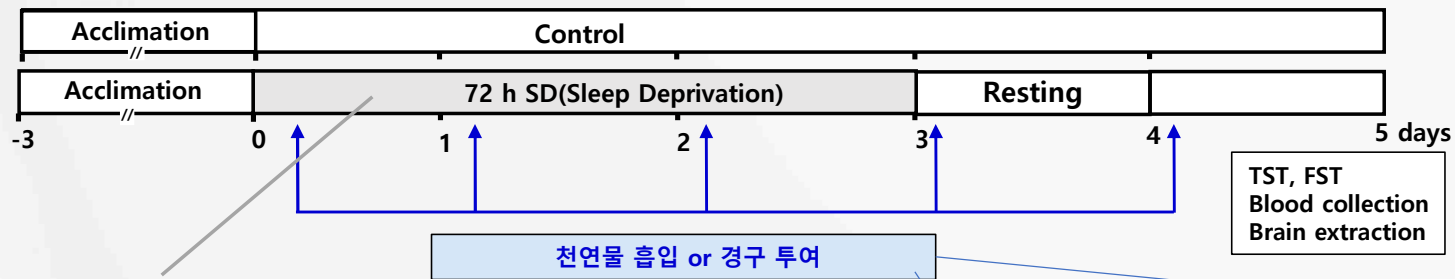 Acclimation Control
//
Acclimation 72 h SD(Sleep Deprivation) Resting
//
-3 0 1 2 3 4 5 days
TST, FST
Blood collection
Brain extraction
천연물 흡입 or 경구 투여